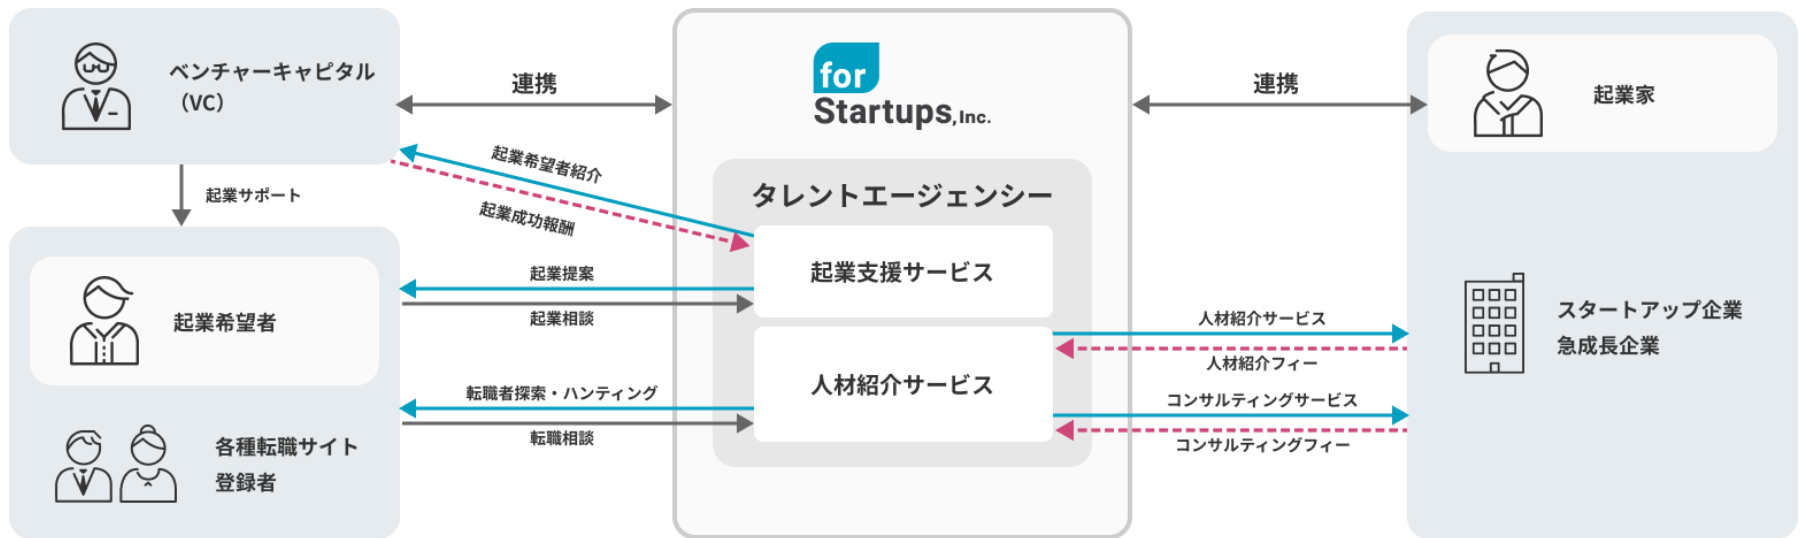 ベンチャーキャピタル
（VC）
起業サポート
起業希望者
各種転職サイト
登録者
連携
起業希望者紹介
起業成功報酬
起業提案
起業相談
転職者探索・ハンティング
転職相談
for
Startups,Inc.
タレントエージェンシー
起業支援サービス
人材紹介サービス
連携
人材紹介サービス
人材紹介フィー
コンサルティングサービス
コンサルティングフィー
起業家
スタートアップ企業
急成長企業